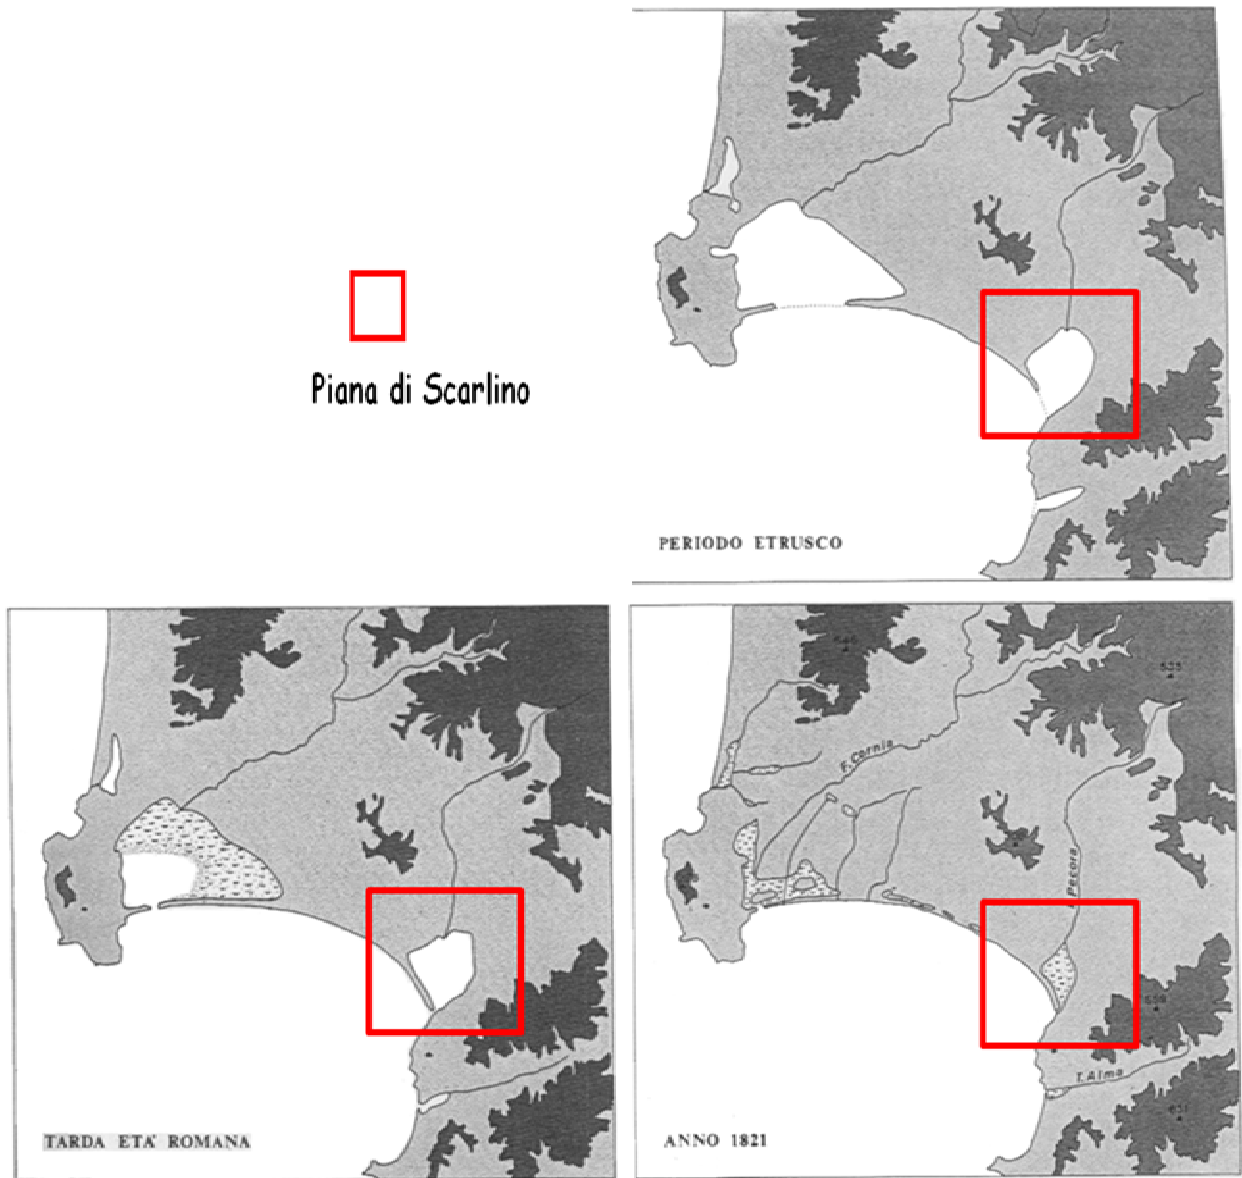 Piana di Scarlino
PERIODO ETRUSCO
TARDA ETA' ROMANA
F. Cornia
Pecora
T. Alma
ANNO 1821